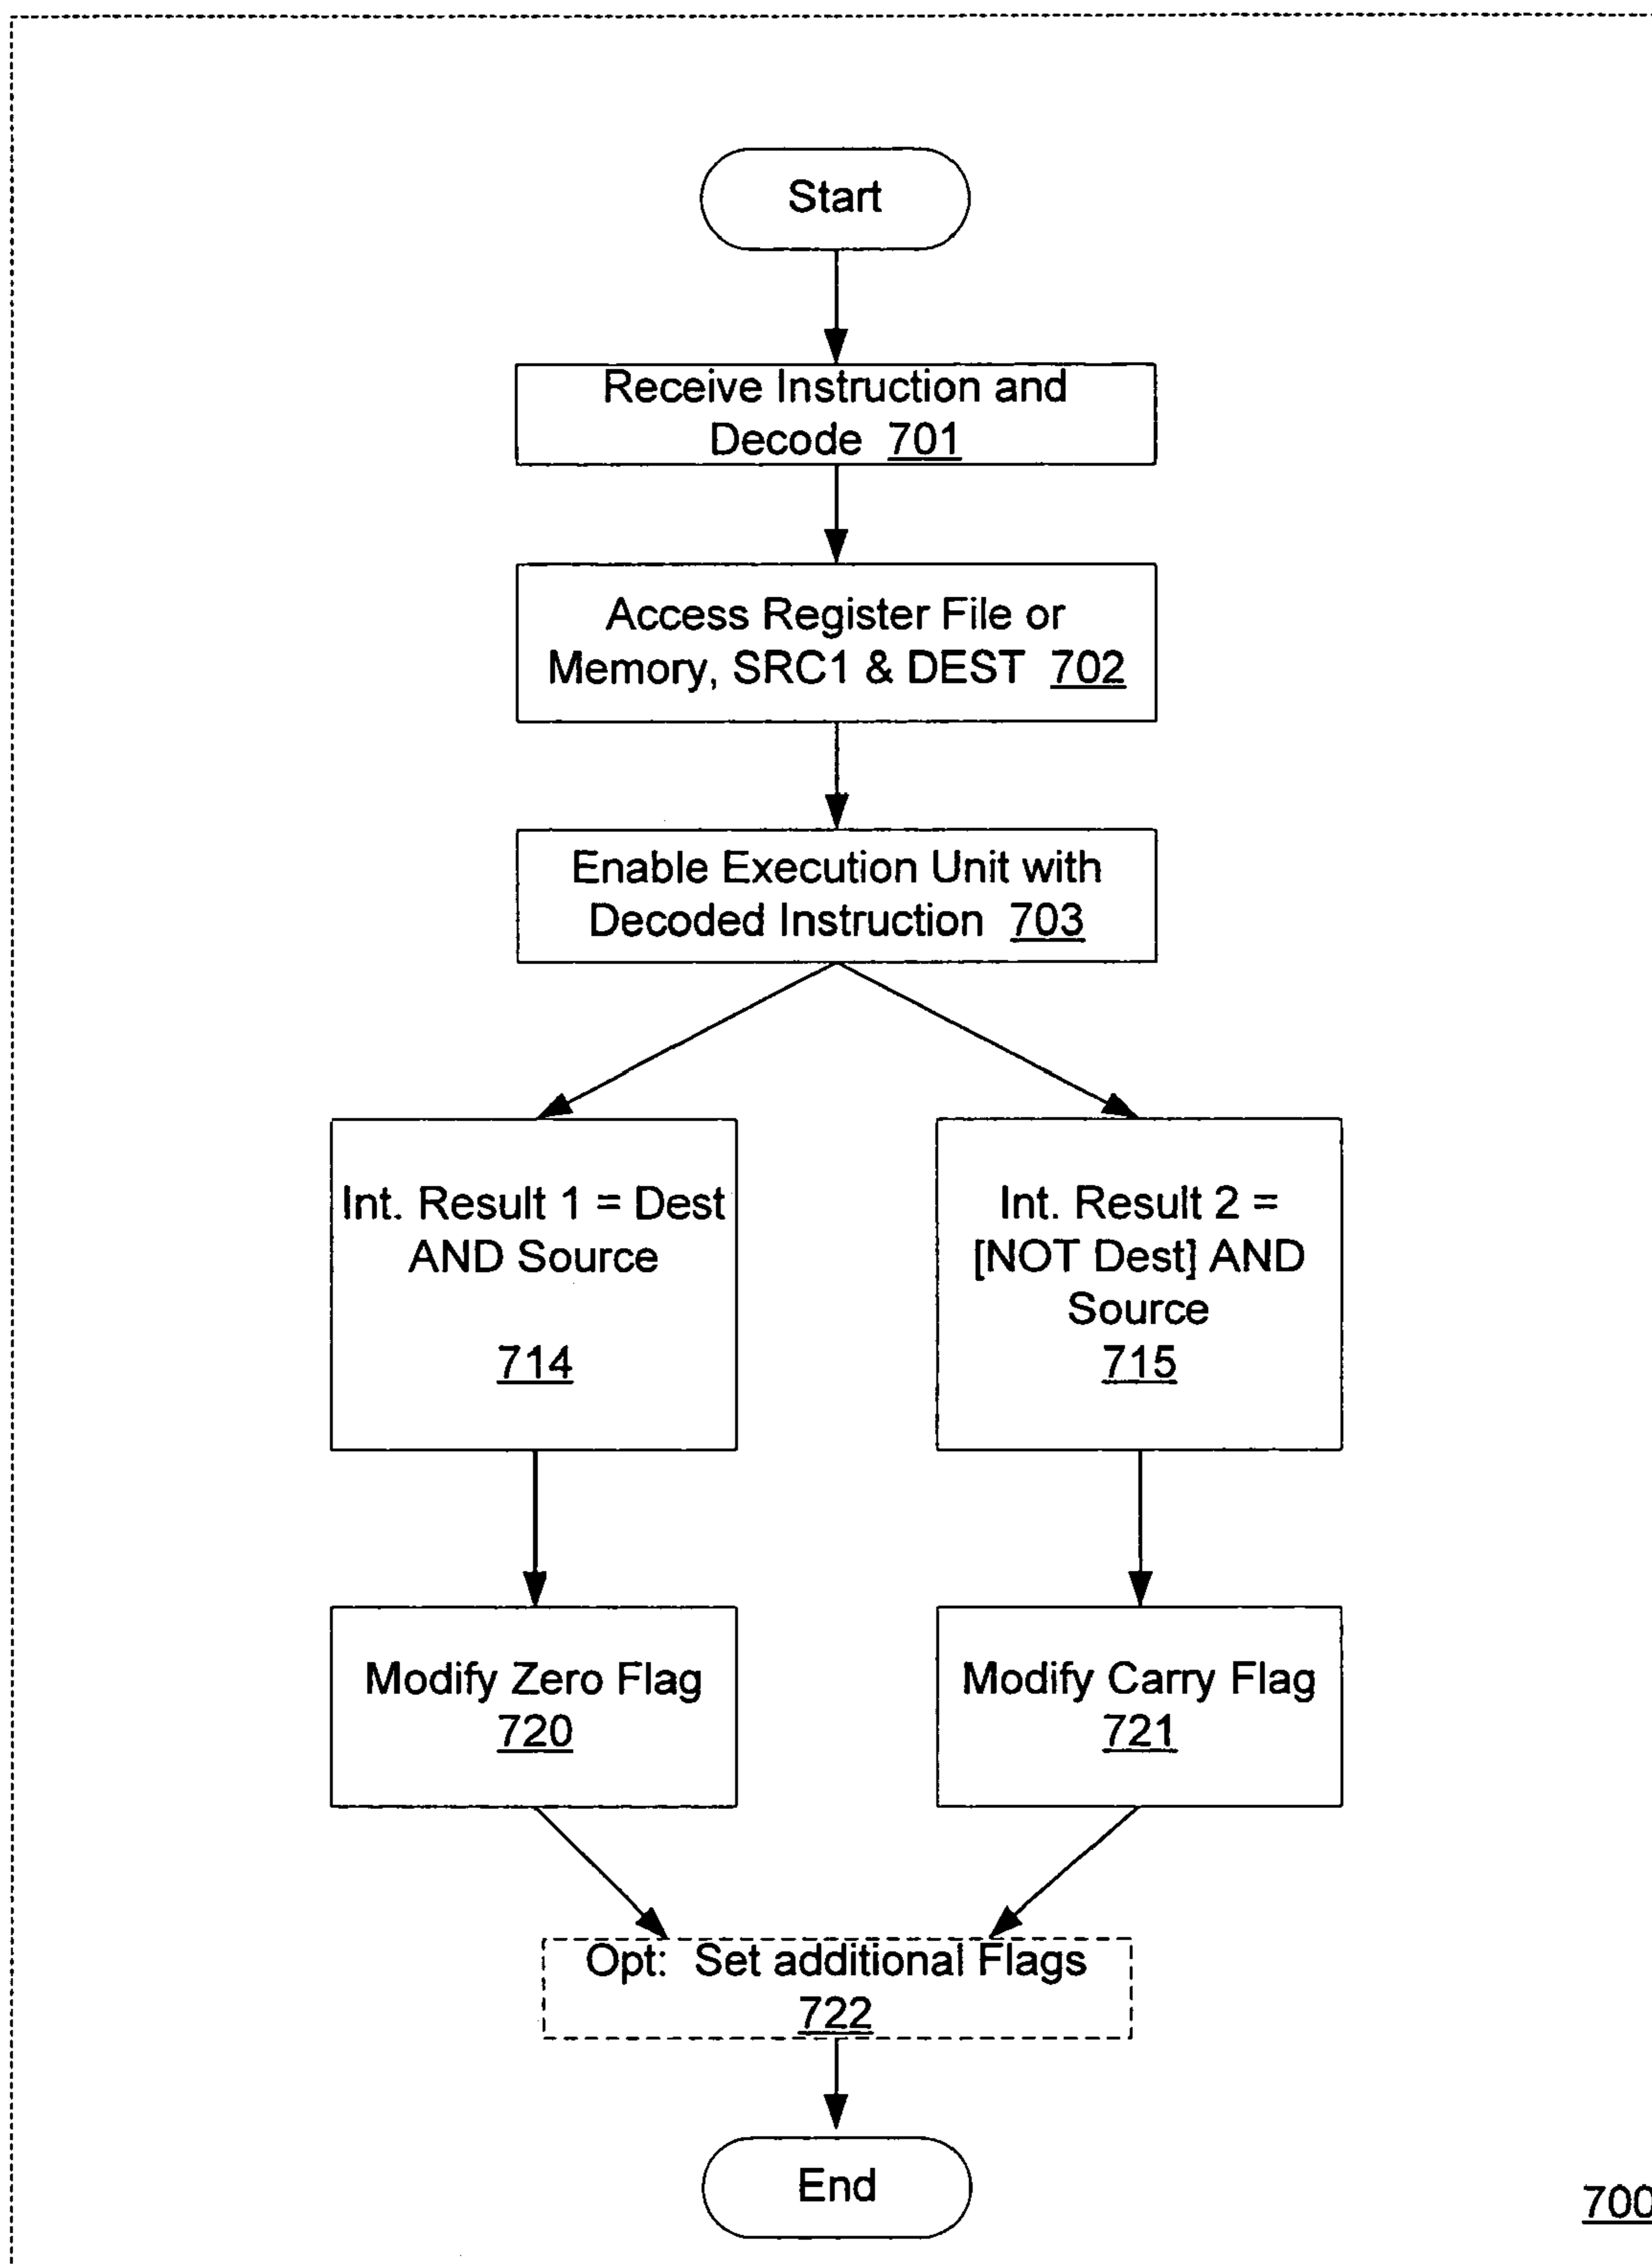 Start
Receive Instruction and
Decode 701
Access Register File or
Memory, SRC1 & DEST 702
Enable Execution Unit with
Decoded Instruction 703
Int. Result 1 = Dest
AND Source
714
Int. Result 2 =
[NOT Dest] AND
Source
715
Modify Zero Flag
720
Modify Carry Flag
721
Opt: Set additional Flags
722
End
700